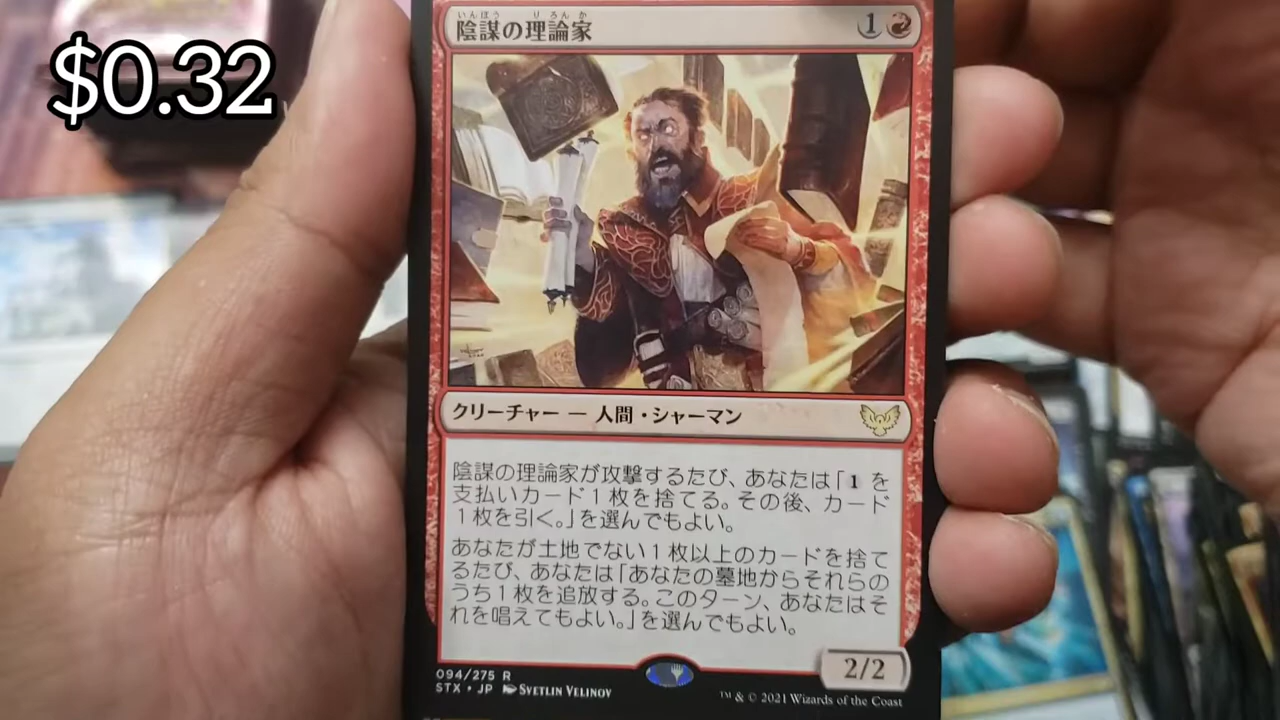 $0.32
いんぼう りろんか
陰謀の理論家 1
クリーチャー — 人間・シャーマン
陰謀の理論家が攻撃するたび、あなたは「1 を
支払いカード1枚を捨てる。その後、カード
1枚を引く。」を選んでもよい。
あなたが土地でない1枚以上のカードを捨て
るたび、あなたは「あなたの墓地からそれらの
うち1枚を追放する。このターン、あなたはそ
れを唱えてもよい。」を選んでもよい。
2/2
094/275 R
STX • JP Svetlin Velinov
™ & © 2021 Wizards of the Coast